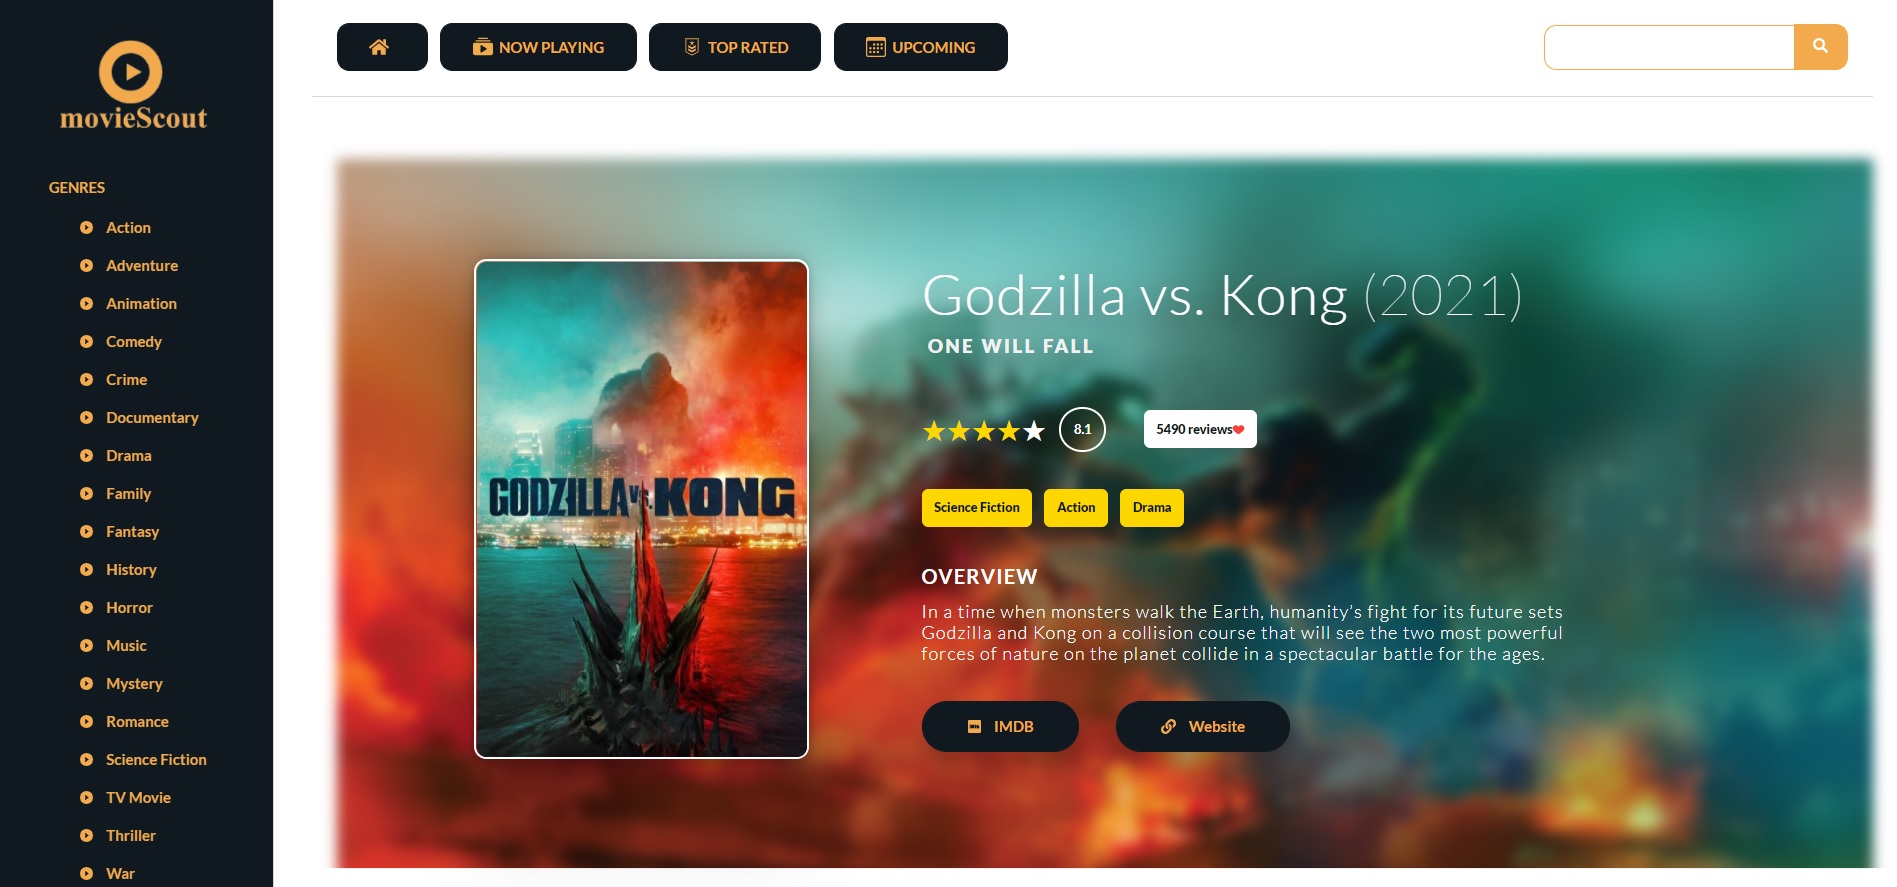 movieScout
GENRES
Action
Adventure
Animation
Comedy
Crime
Documentary
Drama
Family
Fantasy
History
Horror
Music
Mystery
Romance
Science Fiction
TV Movie
Thriller
War
NOW PLAYING
TOP RATED
UPCOMING
GODZILLA vs. KONG
Godzilla vs. Kong (2021)
ONE WILL FALL
8.1
5490 reviews
Science Fiction
Action
Drama
OVERVIEW
In a time when monsters walk the Earth, humanity’s fight for its future sets
Godzilla and Kong on a collision course that will see the two most powerful
forces of nature on the planet collide in a spectacular battle for the ages.
IMDB
Website